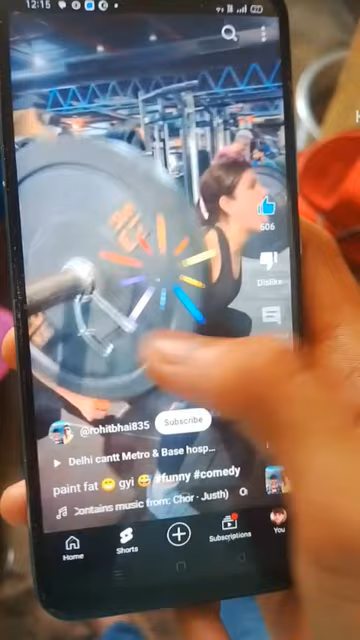 12:15
506
Dislike
@rohitbhai835 Subscribe
Delhi cantt Metro & Base hosp...
paint fat 😁 gyi 😅 #funny #comedy
Contains music from: Chor · Justh)
Home Shorts Subscriptions You